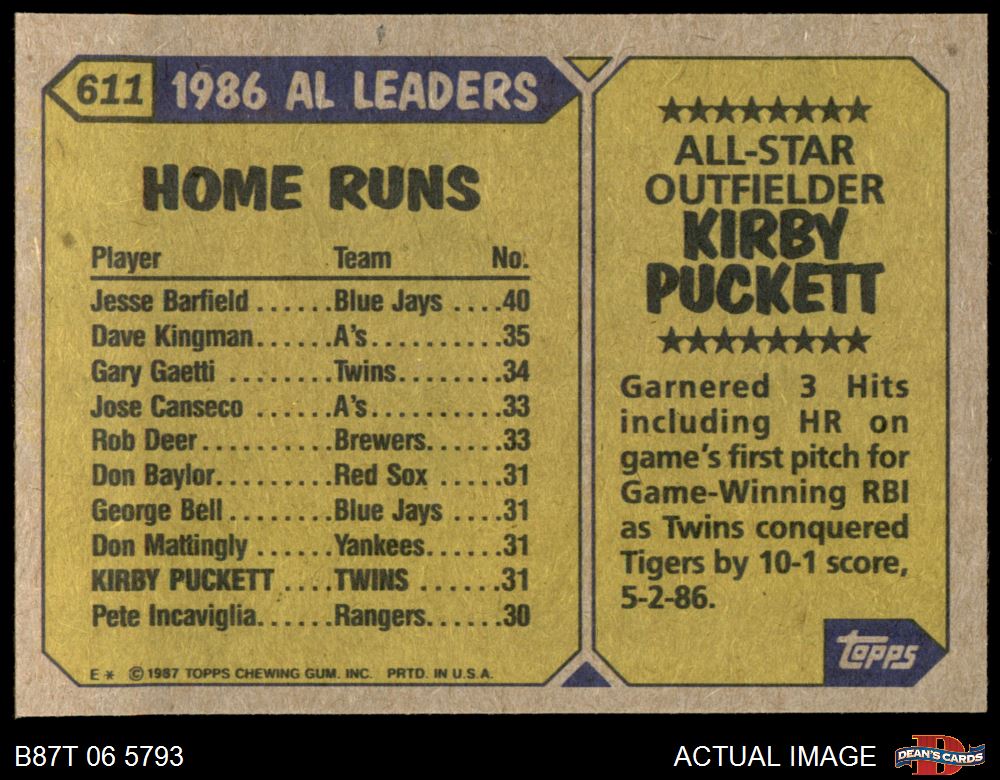 611 1986 AL LEADERS
HOME RUNS
Player Team No.
Jesse Barfield ......Blue Jays ....40
Dave Kingman......A's..........35
Gary Gaetti ........Twins........34
Jose Canseco ......A's..........33
Rob Deer..........Brewers......33
Don Baylor.........Red Sox .....31
George Bell........Blue Jays ....31
Don Mattingly ......Yankees......31
KIRBY PUCKETT ....TWINS ......31
Pete Incaviglia......Rangers......30
E * © 1987 TOPPS CHEWING GUM, INC. PRTD. IN U.S.A.
ALL-STAR
OUTFIELDER
KIRBY
PUCKETT
Garnered 3 Hits
including HR on
game's first pitch for
Game-Winning RBI
as Twins conquered
Tigers by 10-1 score,
5-2-86.
topps
B87T 06 5793
ACTUAL IMAGE
D
DEAN'S CARDS